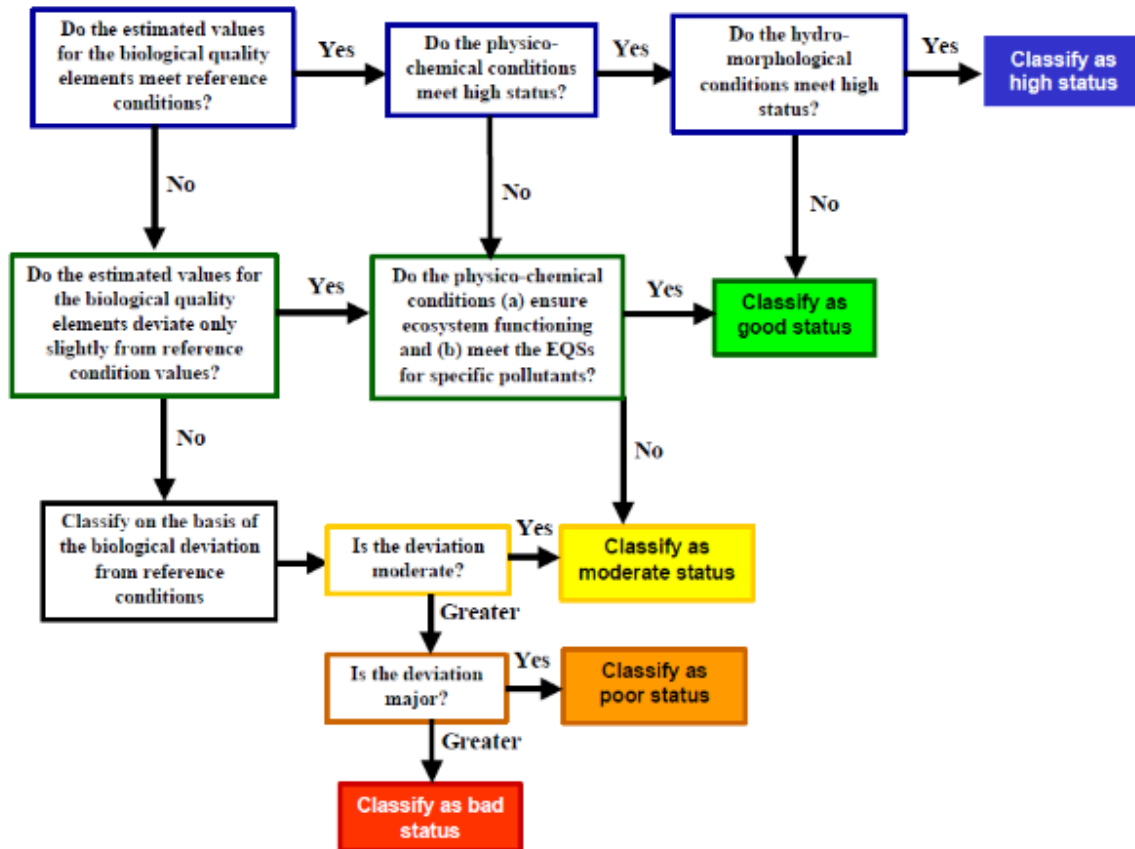 Do the estimated values
for the biological quality
elements meet reference
conditions?
Yes
Do the physico-
chemical conditions
meet high status?
Yes
Do the hydro-
morphological
conditions meet high
status?
Yes
Classify as
high status
No
No
No
Do the estimated values for
the biological quality
elements deviate only
slightly from reference
condition values?
Yes
Do the physico-chemical
conditions (a) ensure
ecosystem functioning
and (b) meet the EQSs
for specific pollutants?
Yes
Classify as
good status
No
No
Classify on the basis of
the biological deviation
from reference
conditions
Is the deviation
moderate?
Yes
Classify as
moderate status
Greater
Is the deviation
major?
Yes
Classify as
poor status
Greater
Classify as bad
status